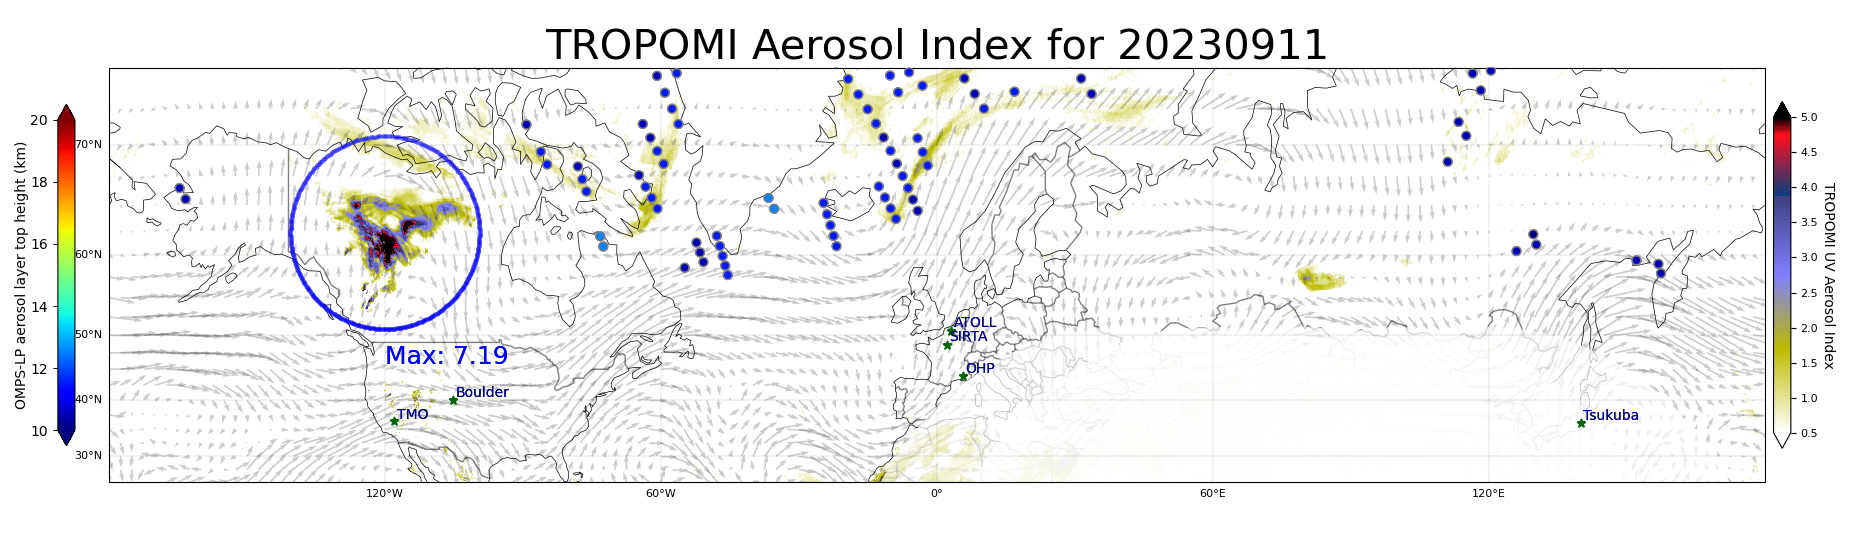 TROPOMI Aerosol Index for 20230911
OMPS-LP aerosol layer top height (km)
20
18
16
14
12
10
70°N
60°N
50°N
40°N
30°N
120°W
60°W
0°
60°E
120°E
Max: 7.19
TMO
Boulder
ATOLL
SIRTA
OHP
Tsukuba
5.0
4.5
4.0
3.5
3.0
2.5
2.0
1.5
1.0
0.5
TROPOMI UV Aerosol Index